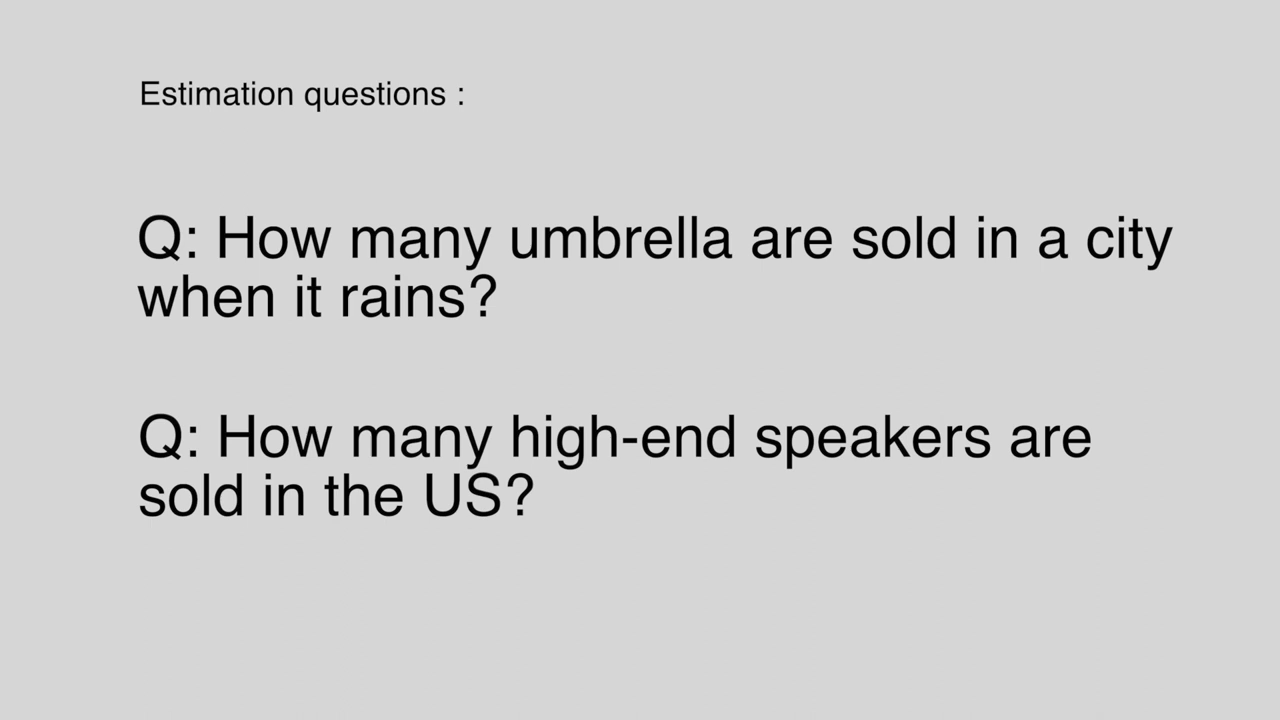 Estimation questions :
Q: How many umbrella are sold in a city
when it rains?
Q: How many high-end speakers are
sold in the US?